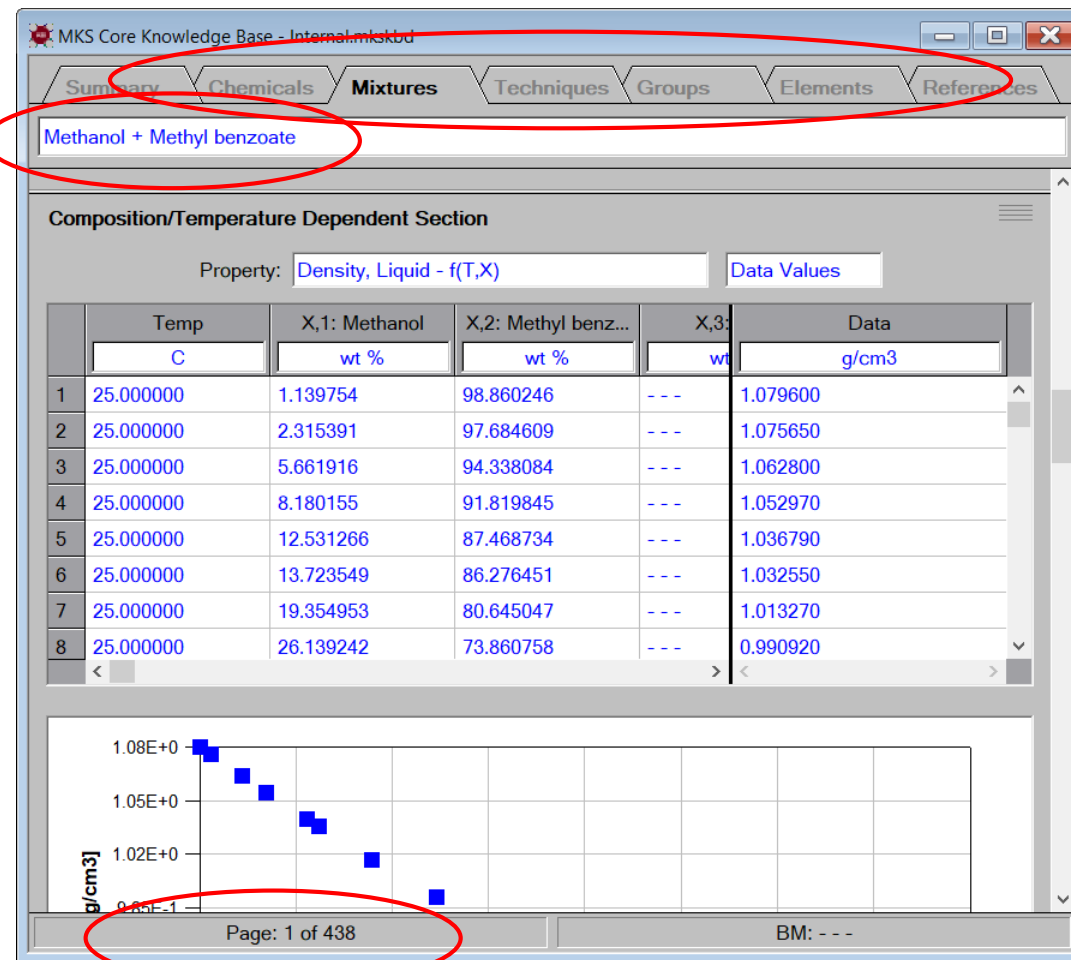 MKS Core Knowledge Base - Internal.mkskbd
Summary Chemicals Mixtures Techniques Groups Elements References
Methanol + Methyl benzoate
Composition/Temperature Dependent Section
Property: Density, Liquid - f(T,X) Data Values
Temp X,1: Methanol X,2: Methyl benz... X,3: Data
C wt % wt % wt g/cm3
1 25.000000 1.139754 98.860246 - - - 1.079600
2 25.000000 2.315391 97.684609 - - - 1.075650
3 25.000000 5.661916 94.338084 - - - 1.062800
4 25.000000 8.180155 91.819845 - - - 1.052970
5 25.000000 12.531266 87.468734 - - - 1.036790
6 25.000000 13.723549 86.276451 - - - 1.032550
7 25.000000 19.354953 80.645047 - - - 1.013270
8 25.000000 26.139242 73.860758 - - - 0.990920
1.08E+0
1.05E+0
1.02E+0
9.85E-1
g/cm3]
Page: 1 of 438 BM: - - -